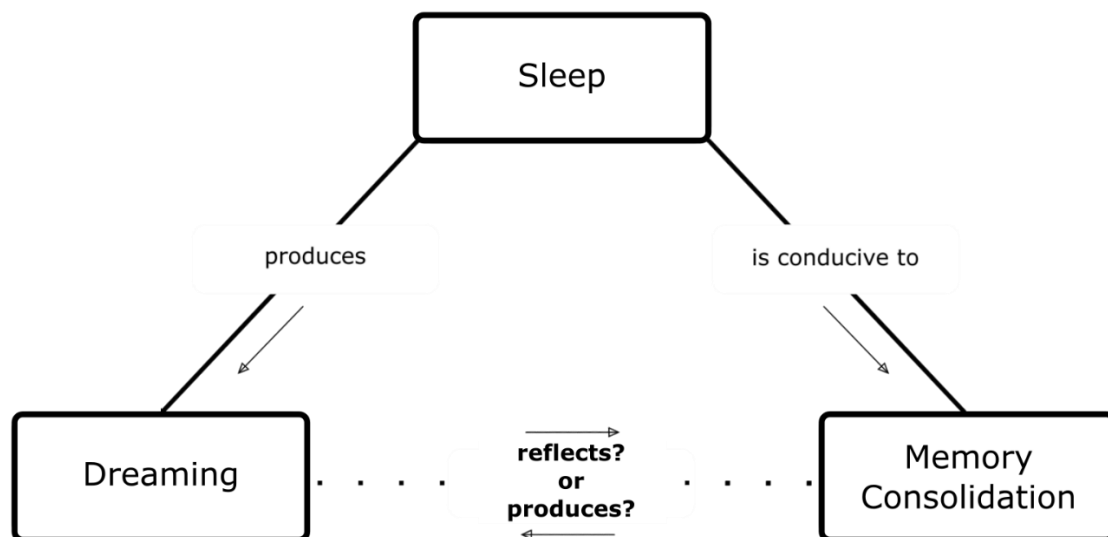 Sleep
produces
is conducive to
Dreaming
reflects?
or
produces?
Memory
Consolidation